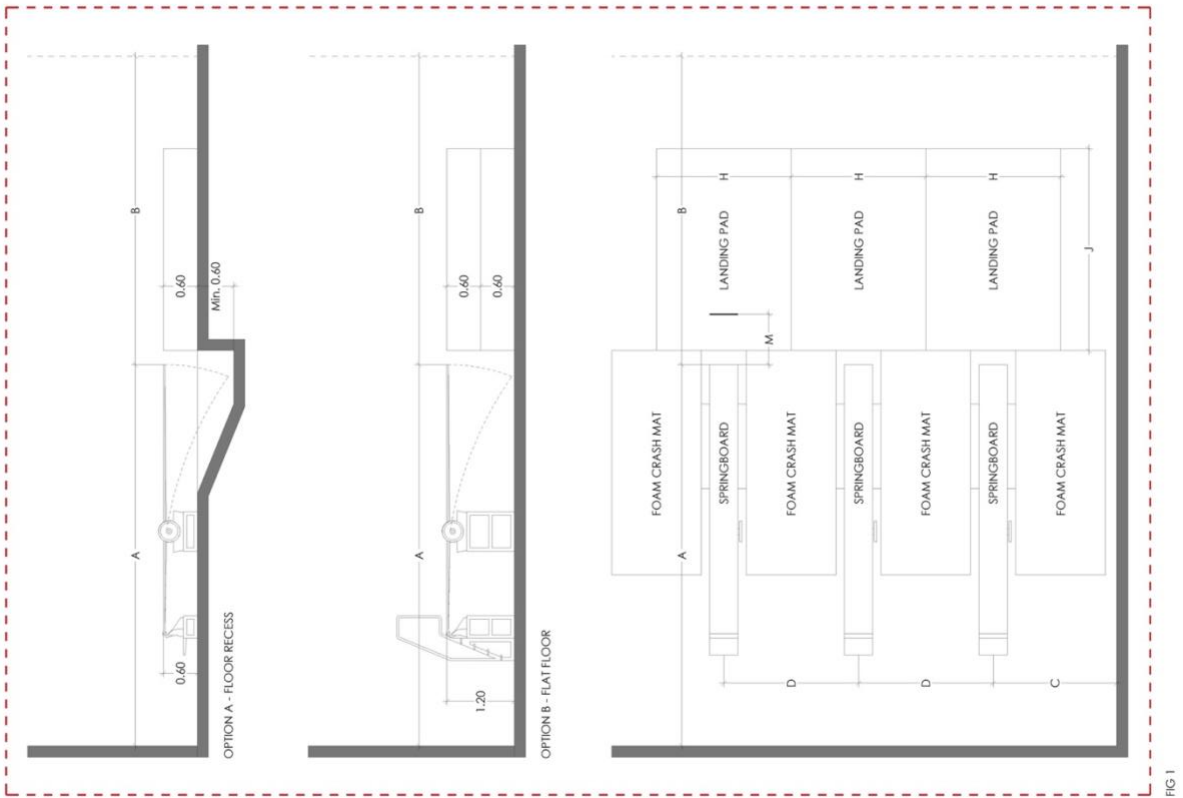 B
A
0.60
Min. 0.60
0.60
OPTION A - FLOOR RECESS
B
A
0.60
0.60
1.20
OPTION B - FLAT FLOOR
B
A
H
H
H
J
M
LANDING PAD
LANDING PAD
LANDING PAD
FOAM CRASH MAT
SPRINGBOARD
FOAM CRASH MAT
SPRINGBOARD
FOAM CRASH MAT
SPRINGBOARD
FOAM CRASH MAT
D
D
C
FIG 1